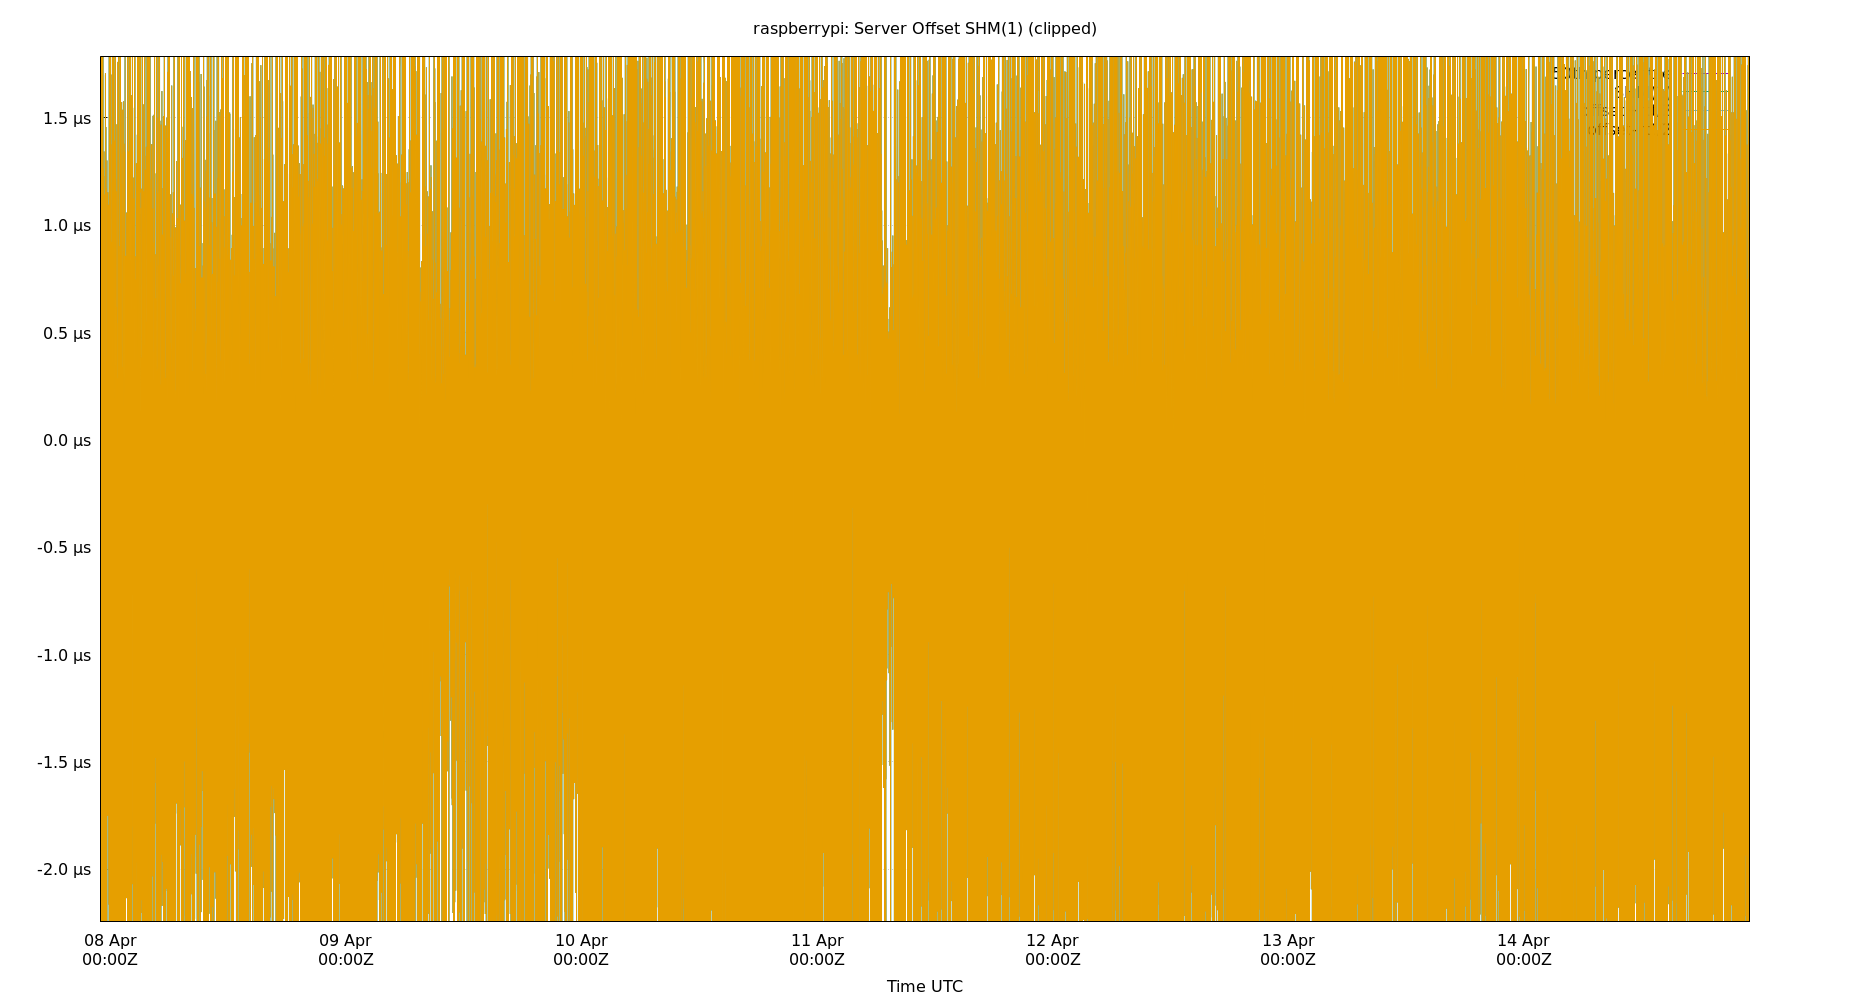 raspberrypi: Server Offset SHM(1) (clipped)
1.5 µs
1.0 µs
0.5 µs
0.0 µs
-0.5 µs
-1.0 µs
-1.5 µs
-2.0 µs
08 Apr 09 Apr 10 Apr 11 Apr 12 Apr 13 Apr 14 Apr
00:00Z 00:00Z 00:00Z 00:00Z 00:00Z 00:00Z 00:00Z
Time UTC